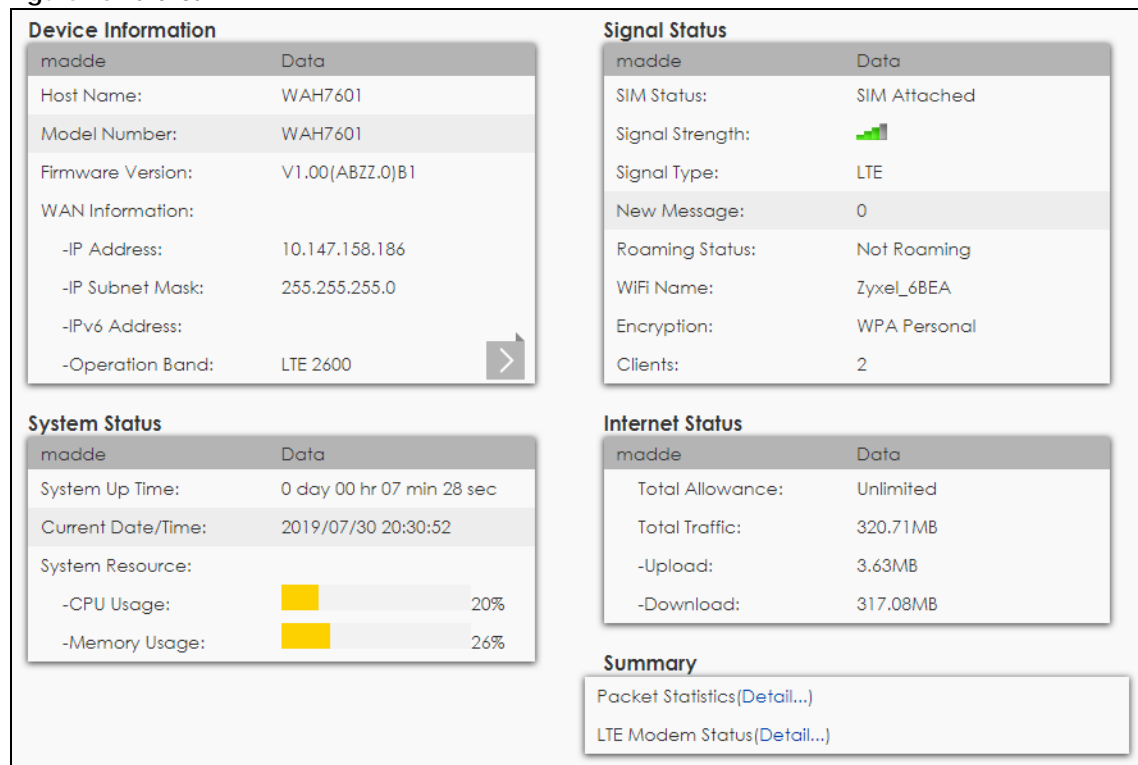 Device Information
madde Data
Host Name: WAH7601
Model Number: WAH7601
Firmware Version: V1.00(ABZZ.0)B1
WAN Information:
-IP Address: 10.147.158.186
-IP Subnet Mask: 255.255.255.0
-IPv6 Address:
-Operation Band: LTE 2600
System Status
madde Data
System Up Time: 0 day 00 hr 07 min 28 sec
Current Date/Time: 2019/07/30 20:30:52
System Resource:
-CPU Usage: 20%
-Memory Usage: 26%
Signal Status
madde Data
SIM Status: SIM Attached
Signal Strength:
Signal Type: LTE
New Message: 0
Roaming Status: Not Roaming
WiFi Name: Zyxel_6BEA
Encryption: WPA Personal
Clients: 2
Internet Status
madde Data
Total Allowance: Unlimited
Total Traffic: 320.71MB
-Upload: 3.63MB
-Download: 317.08MB
Summary
Packet Statistics(Detail...)
LTE Modem Status(Detail...)